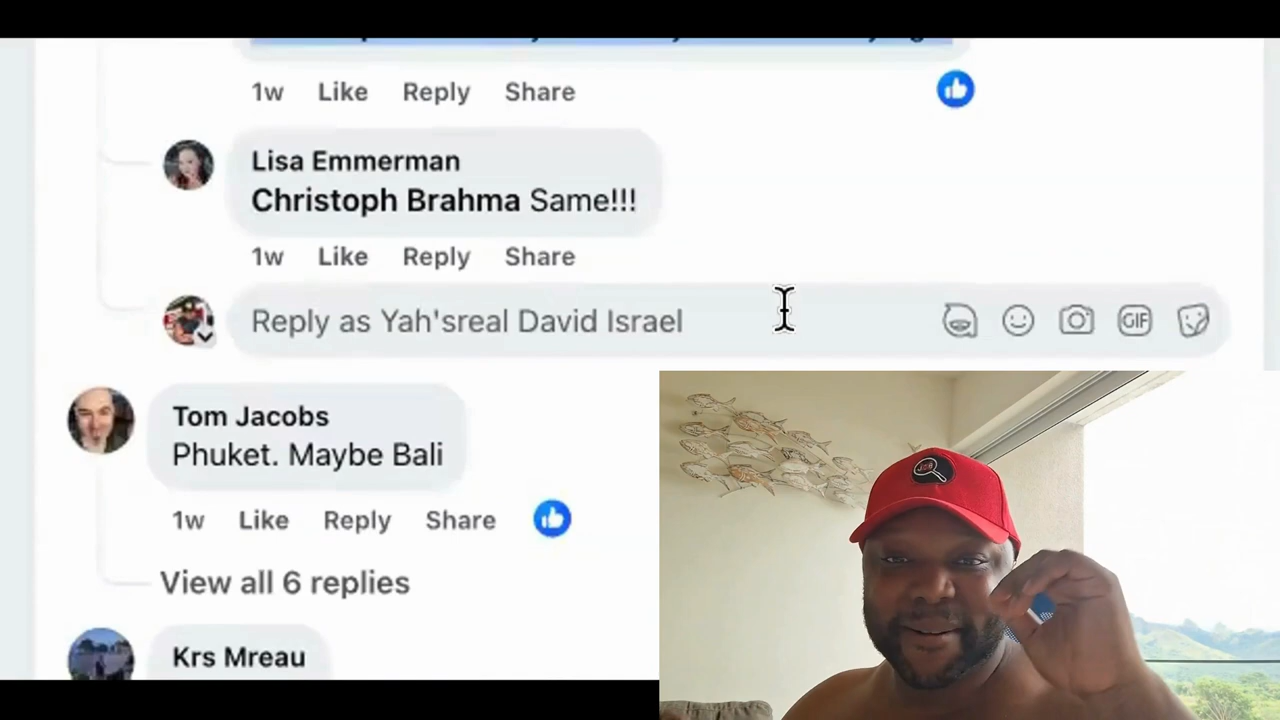 1w Like Reply Share
Lisa Emmerman
Christoph Brahma Same!!!
1w Like Reply Share
Reply as Yah'sreal David Israel
GIF
Tom Jacobs
Phuket. Maybe Bali
1w Like Reply Share
View all 6 replies
Krs Mreau